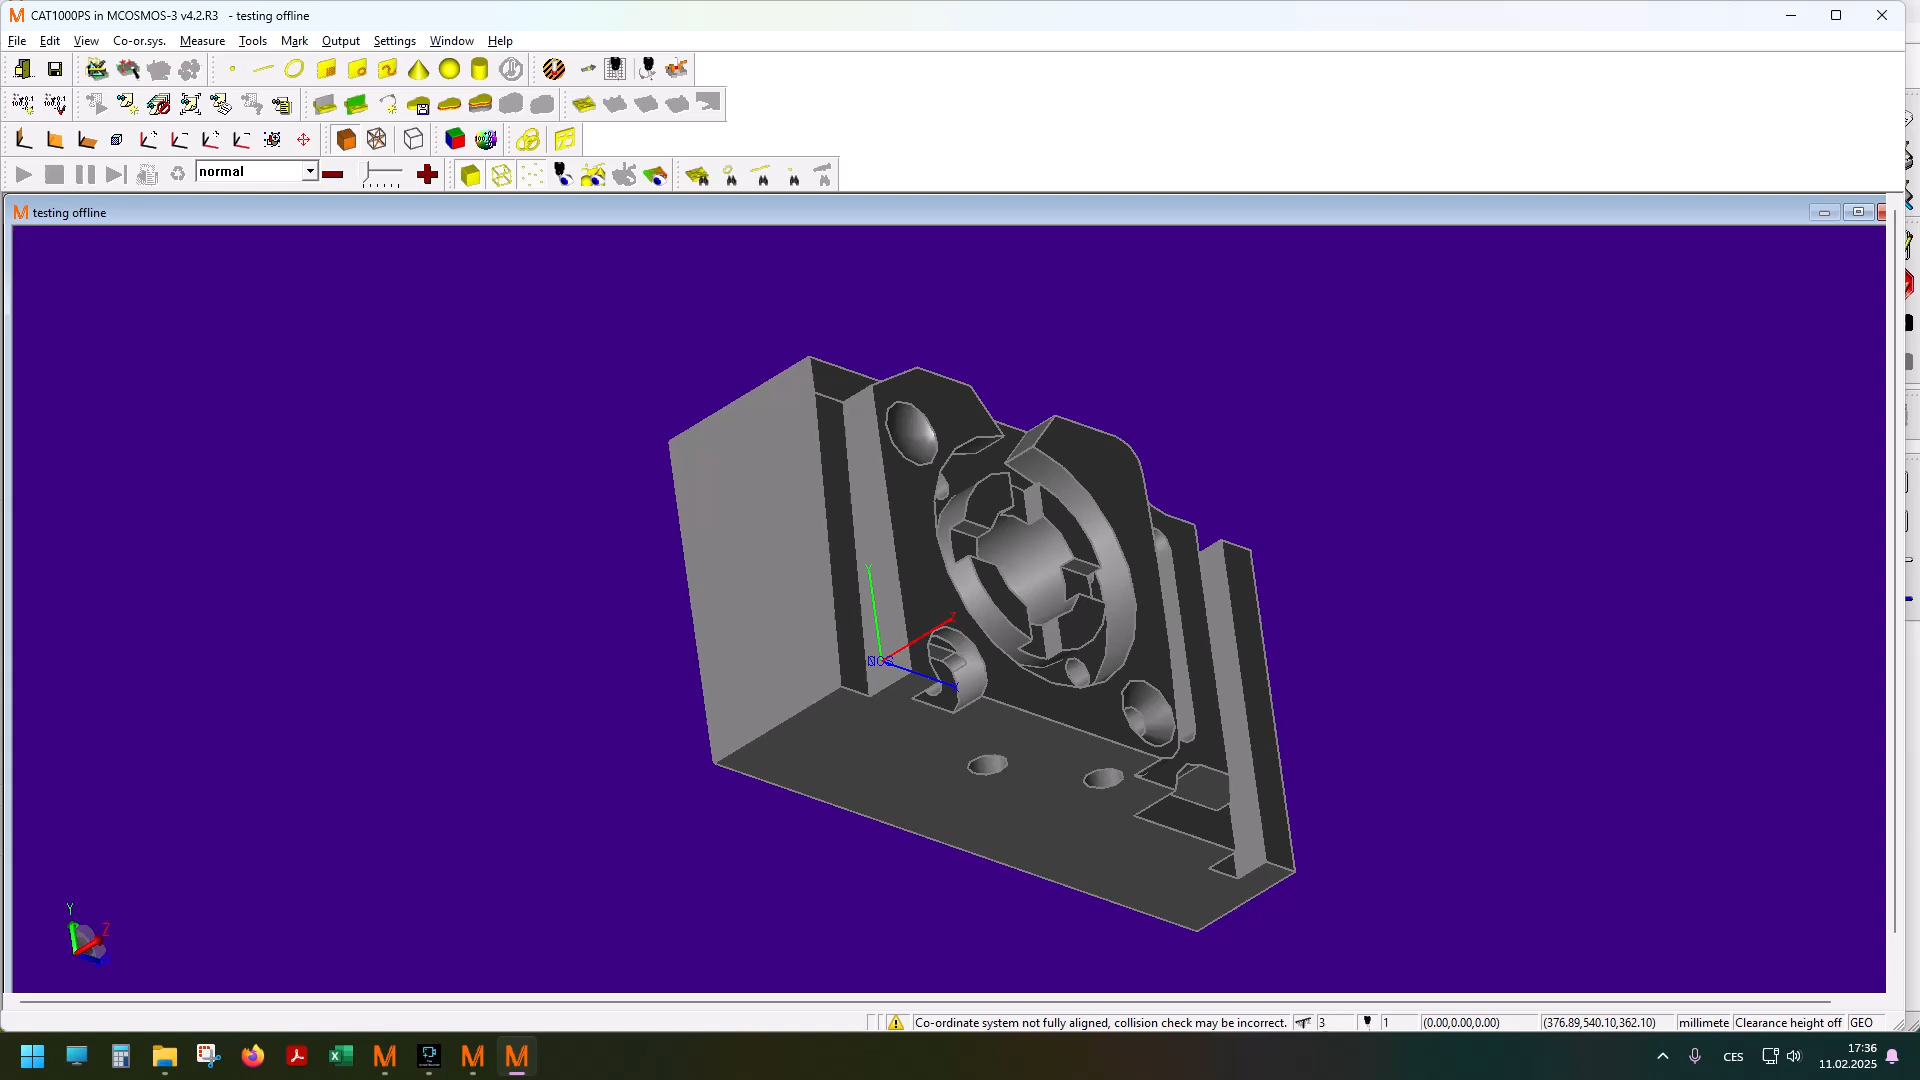 CAT1000PS in MCOSMOS-3 v4.2.R3   - testing offline
File Edit View Co-or.sys. Measure Tools Mark Output Settings Window Help
normal
testing offline
Y
Z
X
Y
Z
Co-ordinate system not fully aligned, collision check may be incorrect. 3 1 (0.00,0.00,0.00) (376.89,540.10,362.10) millimete Clearance height off GEO
CES 17:36
11.02.2025